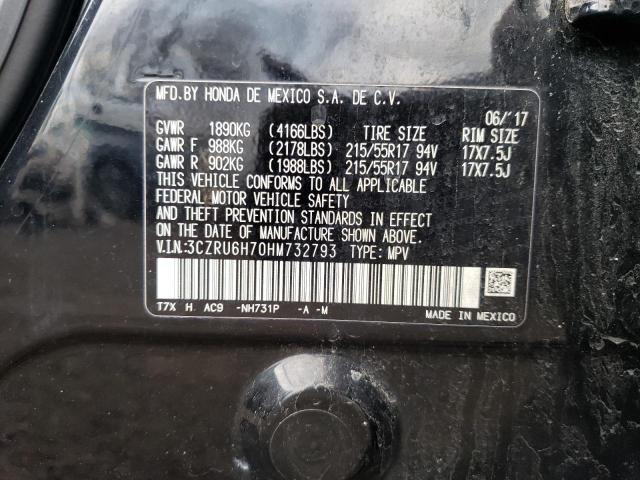 MFD.BY HONDA DE MEXICO S.A. DE C.V.
06/'17
GVWR 1890KG (4166LBS) TIRE SIZE RIM SIZE
GAWR F 988KG (2178LBS) 215/55R17 94V 17X7.5J
GAWR R 902KG (1988LBS) 215/55R17 94V 17X7.5J
THIS VEHICLE CONFORMS TO ALL APPLICABLE
FEDERAL MOTOR VEHICLE SAFETY
AND THEFT PREVENTION STANDARDS IN EFFECT
ON THE DATE OF MANUFACTURE SHOWN ABOVE.
V.I.N:3CZRU6H70HM732793 TYPE: MPV
T7X H. AC9 -NH731P -A -M MADE IN MEXICO